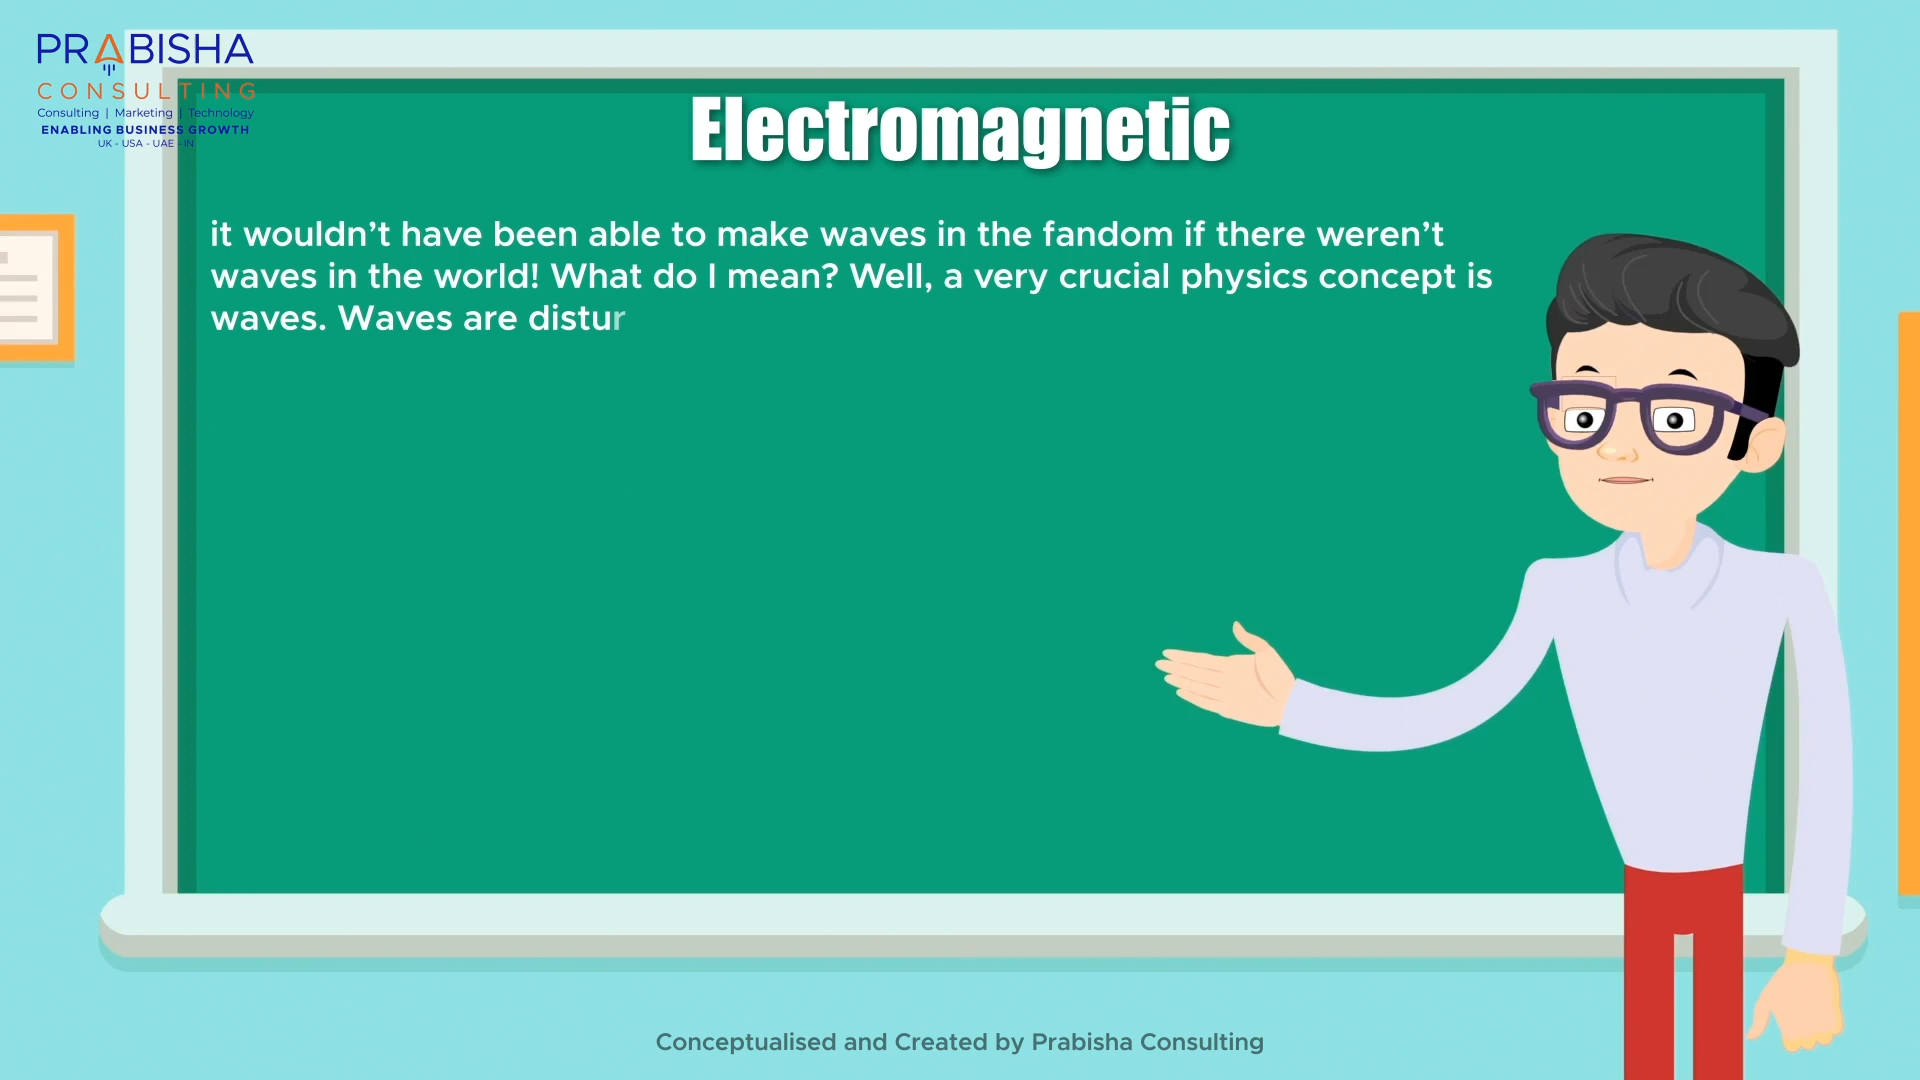 PRABISHA
CONSULTING
Consulting | Marketing | Technology
ENABLING BUSINESS GROWTH
UK - USA - UAE - IN
Electromagnetic
it wouldn’t have been able to make waves in the fandom if there weren’t
waves in the world! What do I mean? Well, a very crucial physics concept is
waves. Waves are distur
Conceptualised and Created by Prabisha Consulting